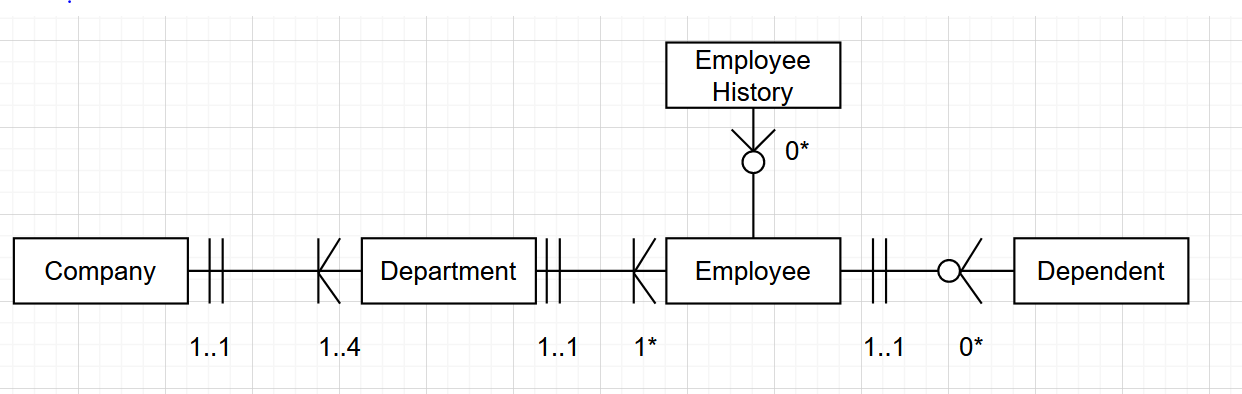 Employee
History
0*
Company
Department
Employee
Dependent
1..1
1..4
1..1
1*
1..1
0*